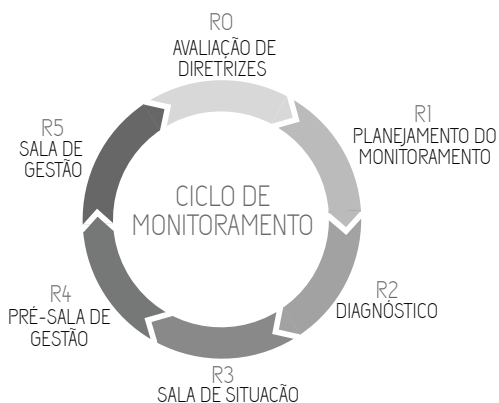 R0
AVALIAÇÃO DE
DIRETRIZES
R1
PLANEJAMENTO DO
MONITORAMENTO
R2
DIAGNÓSTICO
R3
SALA DE SITUAÇÃO
R4
PRÉ-SALA DE
GESTÃO
R5
SALA DE
GESTÃO
CICLO DE
MONITORAMENTO